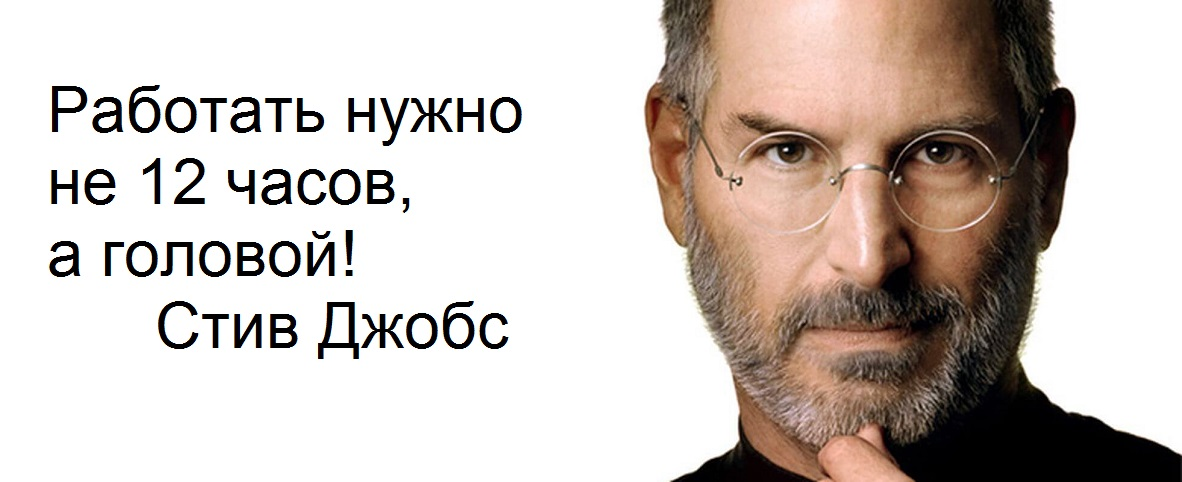 Работать нужно
не 12 часов,
а головой!
Стив Джобс